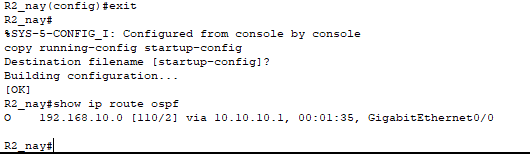 R2_nay(config)#exit
R2_nay#
%SYS-5-CONFIG_I: Configured from console by console
copy running-config startup-config
Destination filename [startup-config]?
Building configuration...
[OK]
R2_nay#show ip route ospf
O    192.168.10.0 [110/2] via 10.10.10.1, 00:01:35, GigabitEthernet0/0
R2_nay#